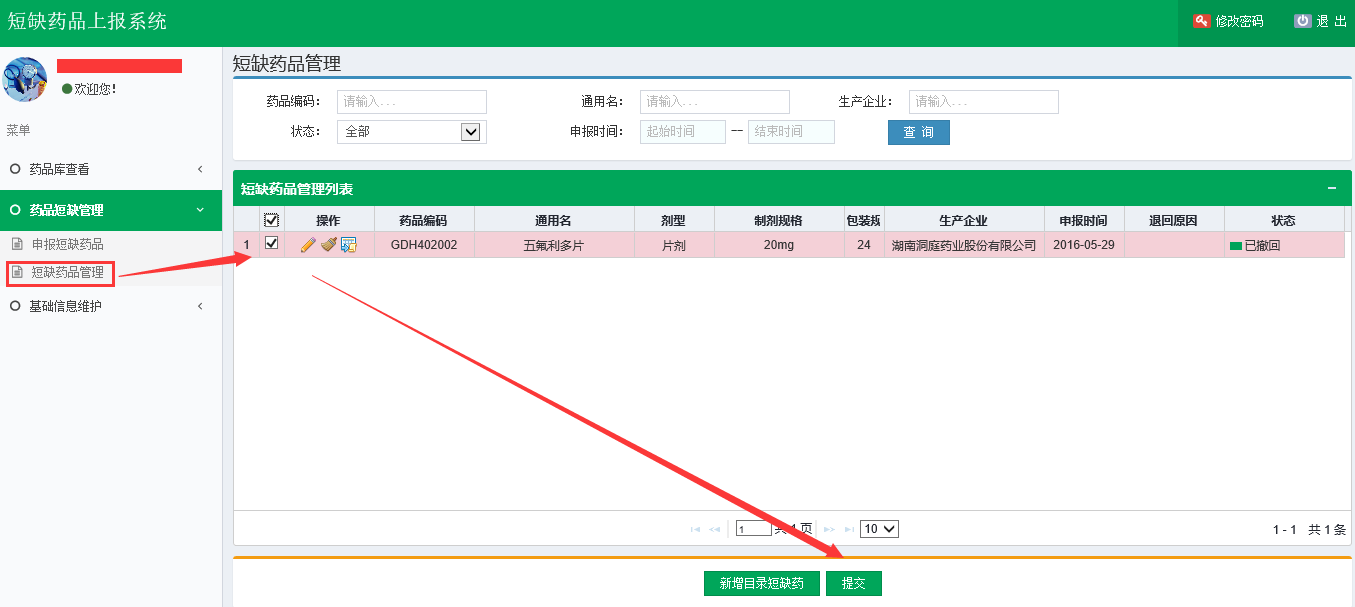 短缺药品上报系统
修改密码
退 出
欢迎您!
菜单
药品库查看
药品短缺管理
申报短缺药品
短缺药品管理
基础信息维护
短缺药品管理
药品编码: 请输入... 通用名: 请输入... 生产企业: 请输入...
状态: 全部 申报时间: 起始时间 -- 结束时间 查 询
短缺药品管理列表
操作 药品编码 通用名 剂型 制剂规格 包装规 生产企业 申报时间 退回原因 状态
1 GDH402002 五氟利多片 片剂 20mg 24 湖南洞庭药业股份有限公司 2016-05-29 已撤回
1 共 1 页 10 1 - 1 共 1 条
新增目录短缺药 提交